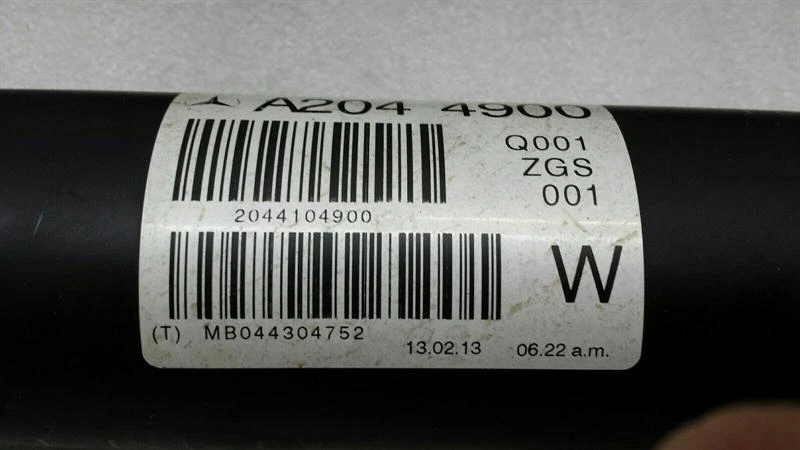 A204 4900
Q001
ZGS
001
2044104900
W
(T) MB044304752
13.02.13 06.22 a.m.